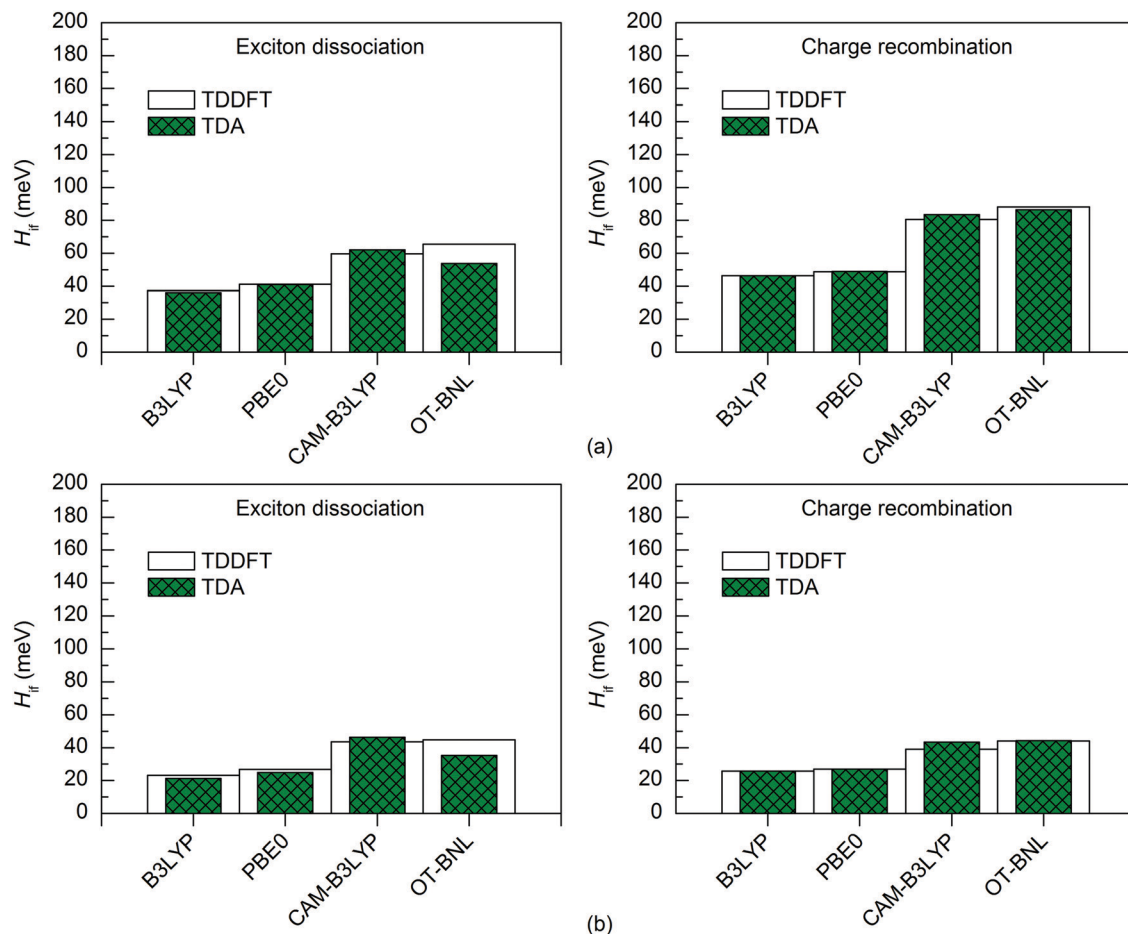 Exciton dissociation
TDDFT
TDA
H_if (meV)
200
180
160
140
120
100
80
60
40
20
0
B3LYP
PBE0
CAM-B3LYP
OT-BNL
Charge recombination
TDDFT
TDA
H_if (meV)
200
180
160
140
120
100
80
60
40
20
0
B3LYP
PBE0
CAM-B3LYP
OT-BNL
(a)
Exciton dissociation
TDDFT
TDA
H_if (meV)
200
180
160
140
120
100
80
60
40
20
0
B3LYP
PBE0
CAM-B3LYP
OT-BNL
Charge recombination
TDDFT
TDA
H_if (meV)
200
180
160
140
120
100
80
60
40
20
0
B3LYP
PBE0
CAM-B3LYP
OT-BNL
(b)